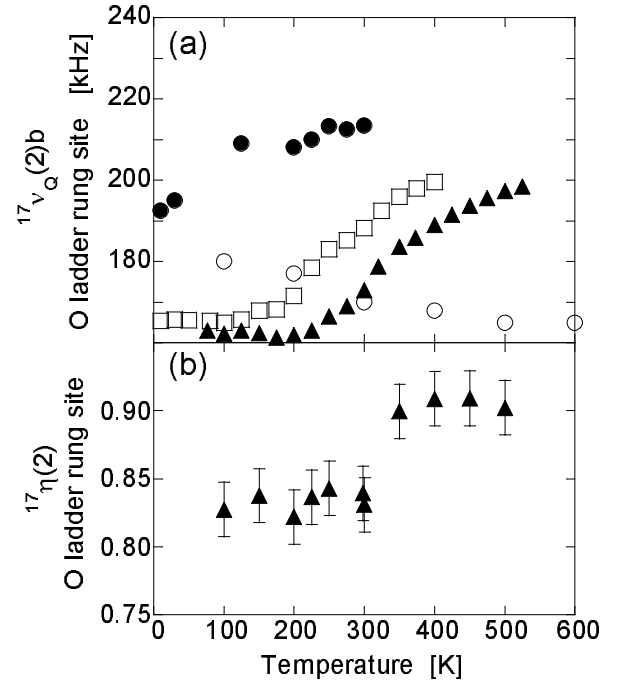 240
220
200
180
(a)
¹⁷ν_Q(2)b
O ladder rung site [kHz]
(b)
0.90
0.85
0.80
0.75
¹⁷η(2)
O ladder rung site
0 100 200 300 400 500 600
Temperature [K]